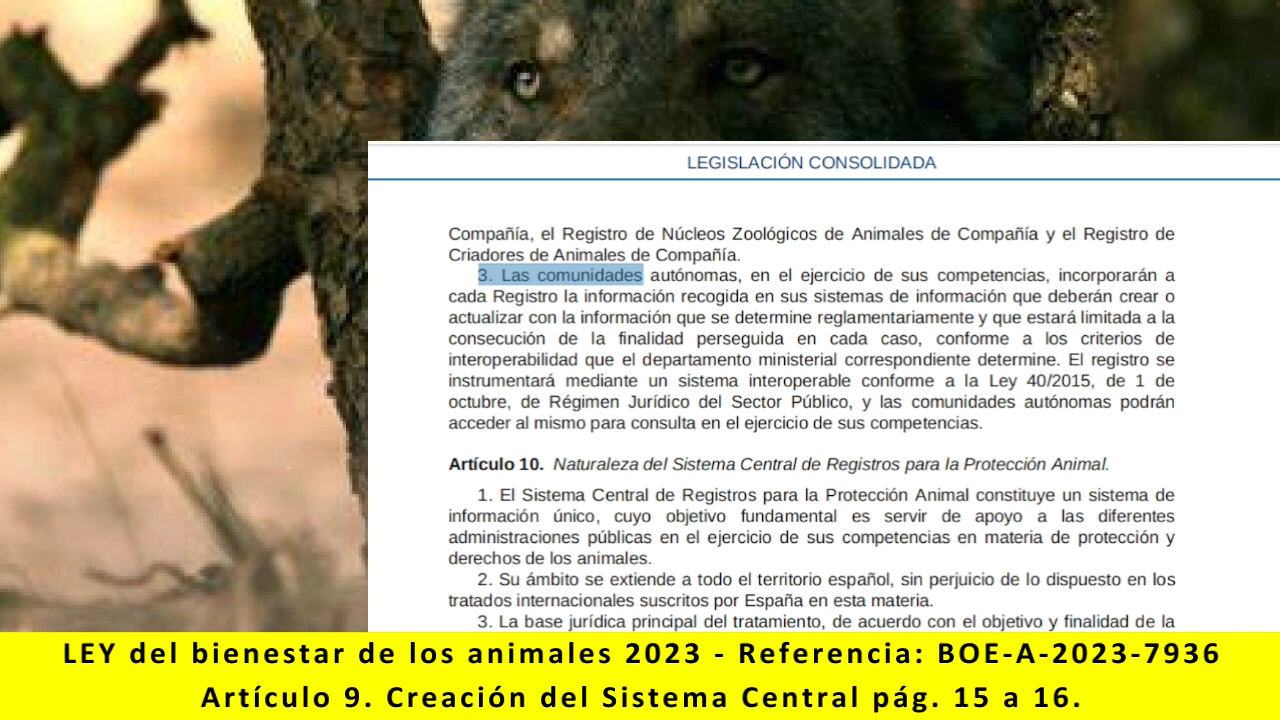 LEGISLACIÓN CONSOLIDADA
Compañía, el Registro de Núcleos Zoológicos de Animales de Compañía y el Registro de
Criadores de Animales de Compañía.
3. Las comunidades autónomas, en el ejercicio de sus competencias, incorporarán a
cada Registro la información recogida en sus sistemas de información que deberán crear o
actualizar con la información que se determine reglamentariamente y que estará limitada a la
consecución de la finalidad perseguida en cada caso, conforme a los criterios de
interoperabilidad que el departamento ministerial correspondiente determine. El registro se
instrumentará mediante un sistema interoperable conforme a la Ley 40/2015, de 1 de
octubre, de Régimen Jurídico del Sector Público, y las comunidades autónomas podrán
acceder al mismo para consulta en el ejercicio de sus competencias.
Artículo 10. Naturaleza del Sistema Central de Registros para la Protección Animal.
1. El Sistema Central de Registros para la Protección Animal constituye un sistema de
información único, cuyo objetivo fundamental es servir de apoyo a las diferentes
administraciones públicas en el ejercicio de sus competencias en materia de protección y
derechos de los animales.
2. Su ámbito se extiende a todo el territorio español, sin perjuicio de lo dispuesto en los
tratados internacionales suscritos por España en esta materia.
3. La base jurídica principal del tratamiento, de acuerdo con el objetivo y finalidad de la
LEY del bienestar de los animales 2023 - Referencia: BOE-A-2023-7936
Artículo 9. Creación del Sistema Central pág. 15 a 16.